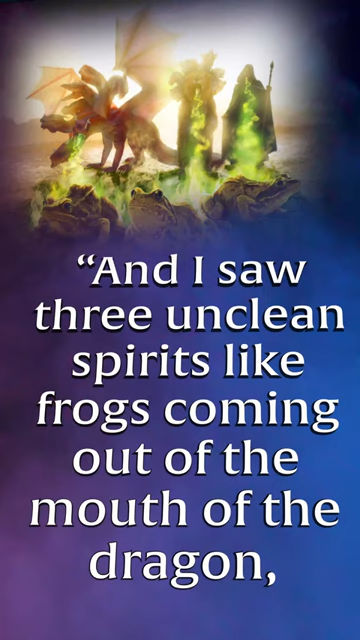 “And I saw
three unclean
spirits like
frogs coming
out of the
mouth of the
dragon,